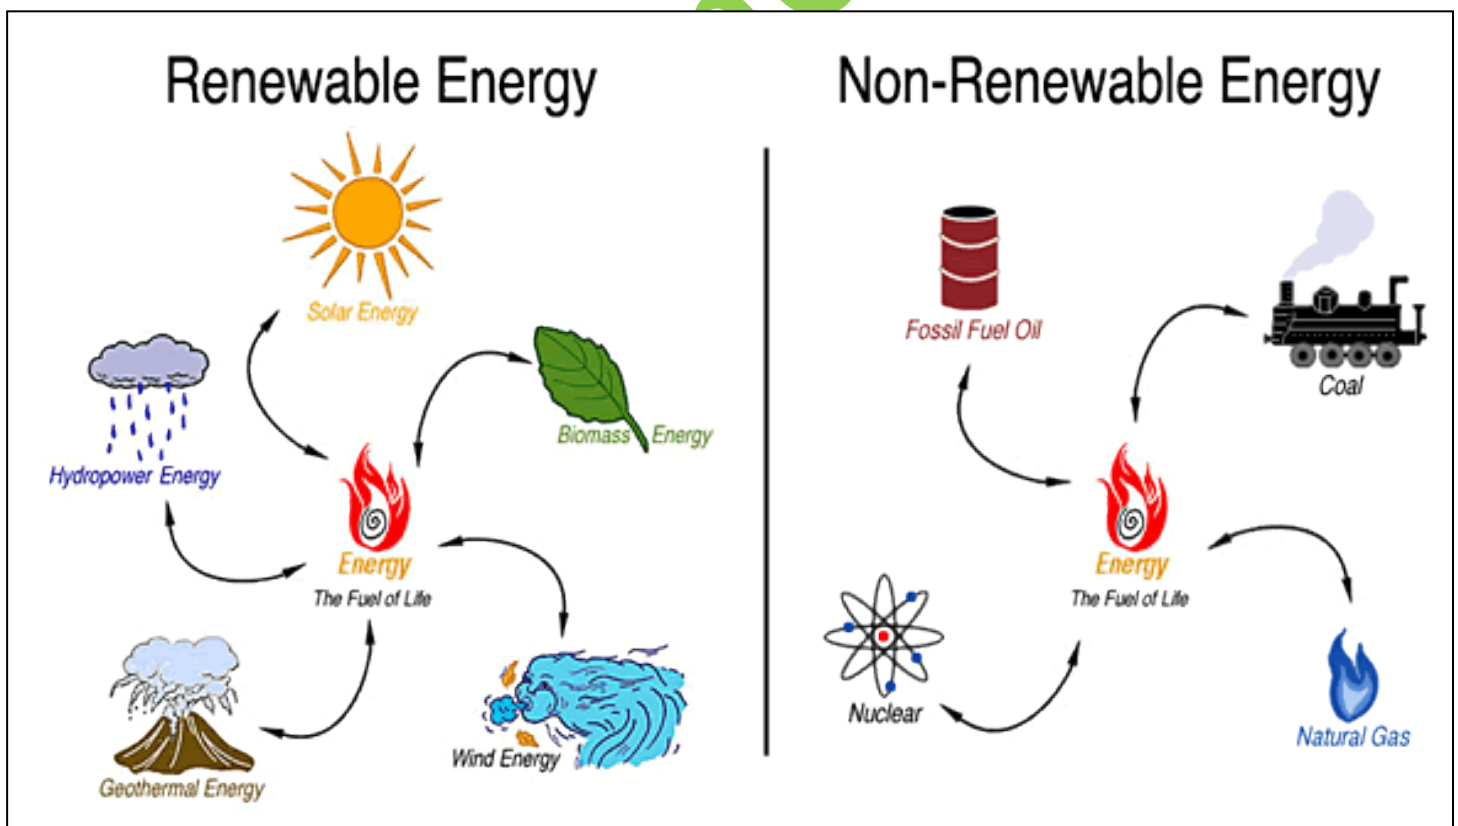 Renewable Energy
Solar Energy
Biomass Energy
Hydropower Energy
Energy
The Fuel of Life
Wind Energy
Geothermal Energy
Non-Renewable Energy
Fossil Fuel Oil
Coal
Energy
The Fuel of Life
Nuclear
Natural Gas